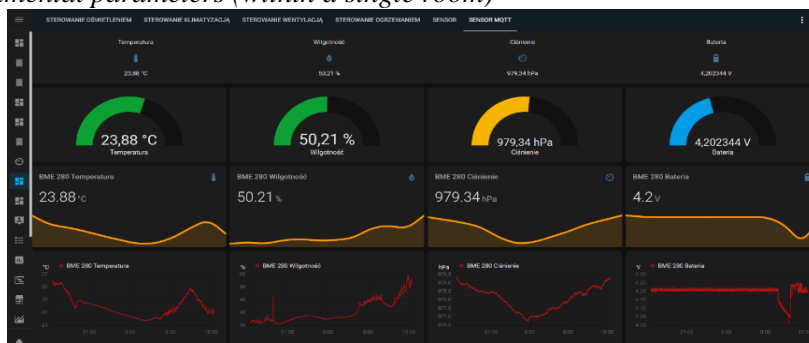 mental parameters (within a single room)
STEROWANIE OŚWIETLENIEM STEROWANIE KLIMATYZACJĄ STEROWANIE WENTYLACJĄ STEROWANIE OGRZEWANIEM SENSOR SENSOR MQTT
Temperatura Wilgotność Ciśnienie Bateria
23,88 °C 50,21 % 979,34 hPa 4,202344 V
23,88 °C 50,21 % 979,34 hPa 4,202344 V
Temperatura Wilgotność Ciśnienie Bateria
BME 280 Temperatura BME 280 Wilgotność BME 280 Ciśnienie BME 280 Bateria
23.88 °C 50.21 % 979.34 hPa 4.2 V
°C BME 280 Temperatura % BME 280 Wilgotność hPa BME 280 Ciśnienie V BME 280 Bateria